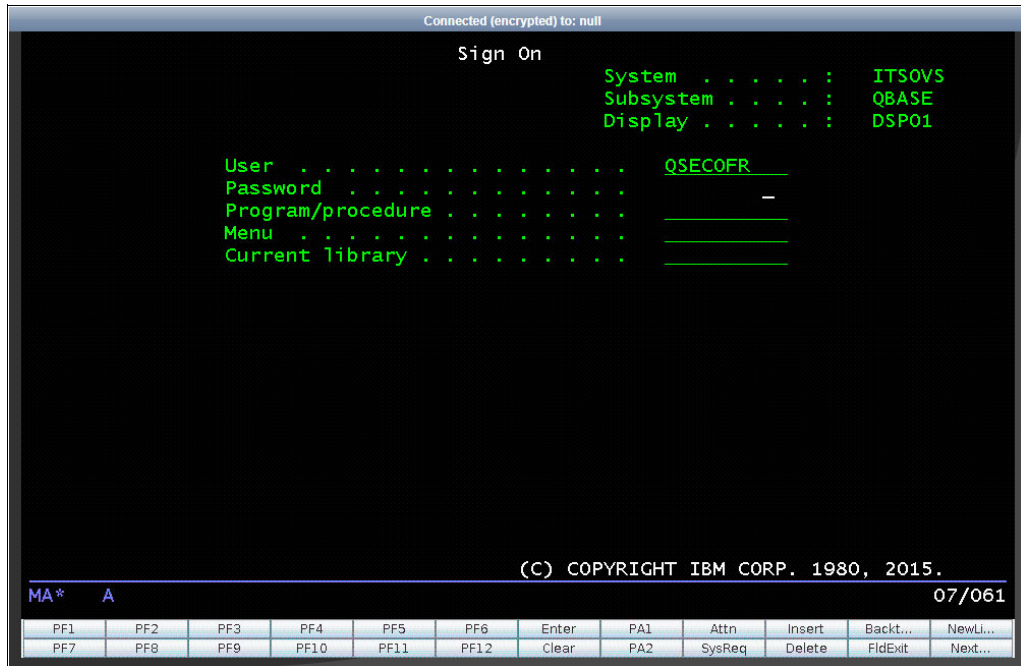 Connected (encrypted) to: null
Sign On
System . . . . . : ITSOVS
Subsystem . . . . : QBASE
Display . . . . . : DSP01
User . . . . . . . . . . . . . . QSECOFR
Password . . . . . . . . . . . .
Program/procedure . . . . . . . .
Menu . . . . . . . . . . . . . .
Current library . . . . . . . . .
(C) COPYRIGHT IBM CORP. 1980, 2015.
MA* A 07/061
PF1 PF2 PF3 PF4 PF5 PF6 Enter PA1 Attn Insert Backt... NewLi...
PF7 PF8 PF9 PF10 PF11 PF12 Clear PA2 SysReq Delete FldExit Next...